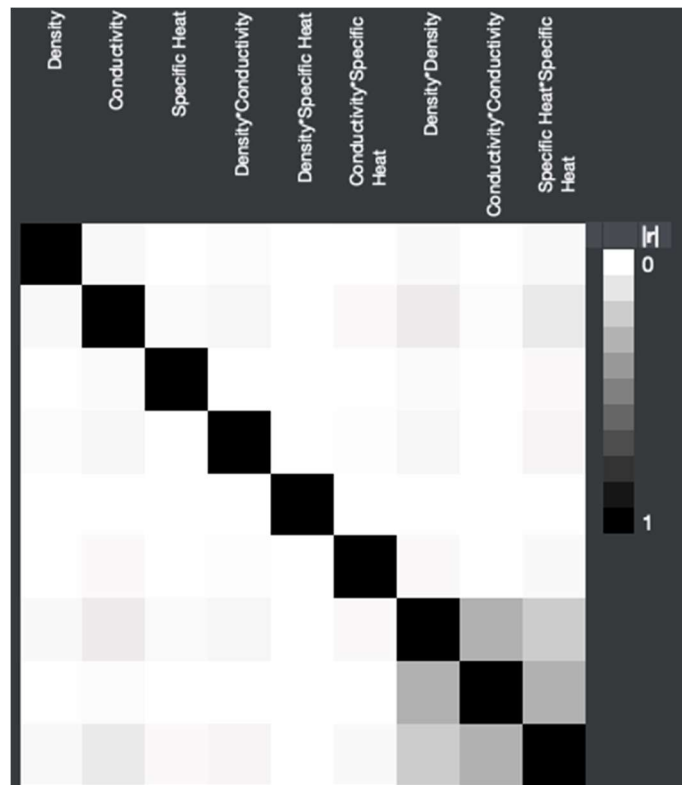 Density
Conductivity
Specific Heat
Density*Conductivity
Density*Specific Heat
Conductivity*Specific
Heat
Density*Density
Conductivity*Conductivity
Specific Heat*Specific
Heat
|r|
0
1